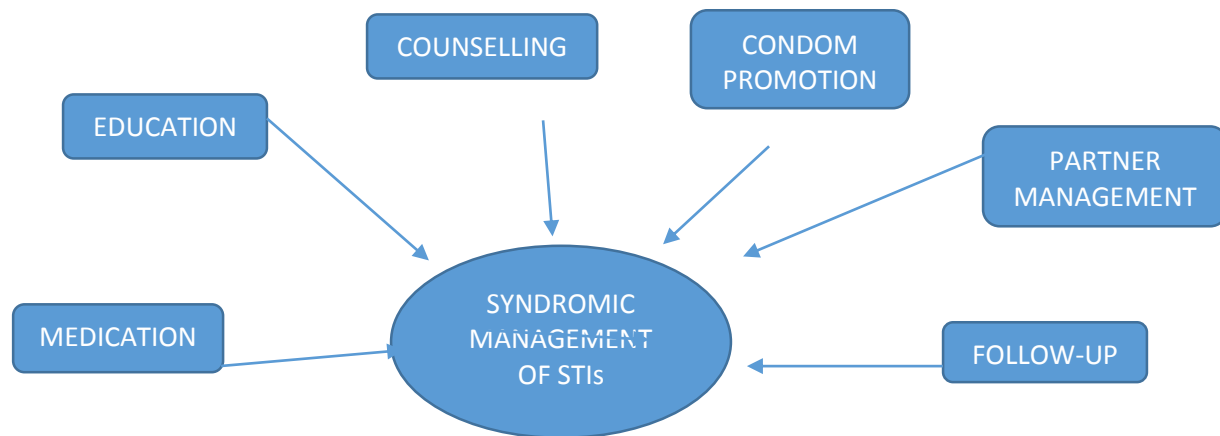 COUNSELLING
CONDOM
PROMOTION
EDUCATION
PARTNER
MANAGEMENT
MEDICATION
SYNDROMIC
MANAGEMENT
OF STIs
FOLLOW-UP